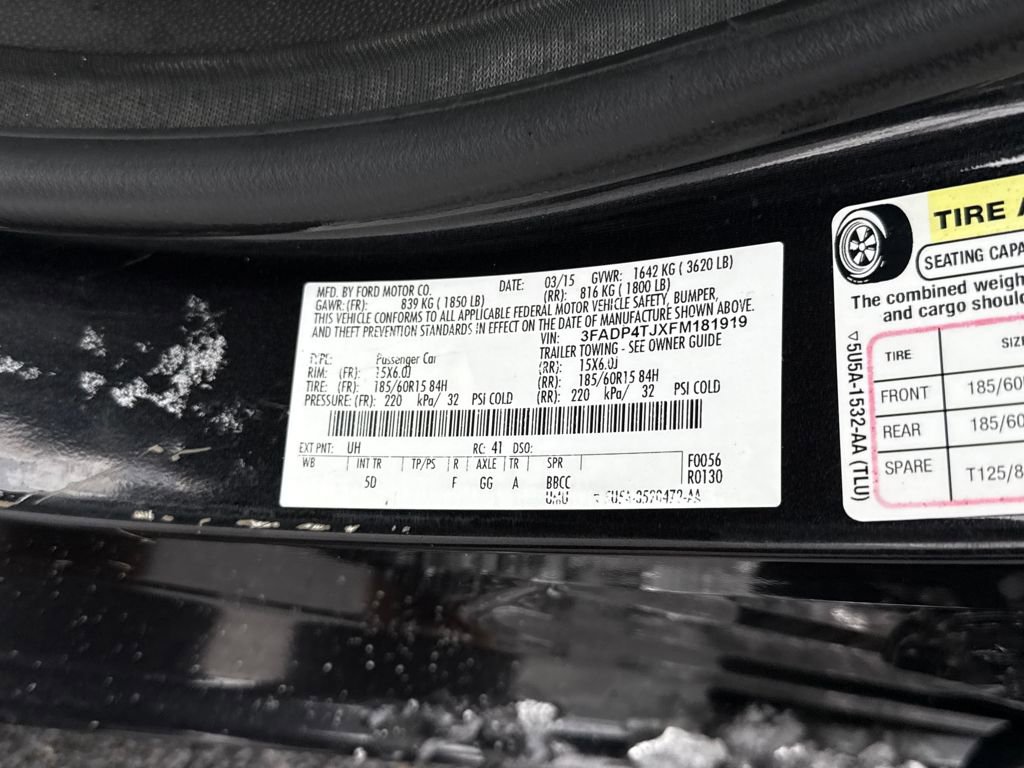 MFD. BY FORD MOTOR CO. DATE: 03/15 GVWR: 1642 KG ( 3620 LB)
GAWR: (FR): 839 KG ( 1850 LB) (RR): 816 KG ( 1800 LB)
THIS VEHICLE CONFORMS TO ALL APPLICABLE FEDERAL MOTOR VEHICLE SAFETY, BUMPER,
AND THEFT PREVENTION STANDARDS IN EFFECT ON THE DATE OF MANUFACTURE SHOWN ABOVE.
VIN: 3FADP4TJXFM181919
TYPE: Passenger Car TRAILER TOWING - SEE OWNER GUIDE
RIM: (FR): 15X6.0J (RR): 15X6.0J
TIRE: (FR): 185/60R15 84H (RR): 185/60R15 84H
PRESSURE: (FR): 220 kPa/ 32 PSI COLD (RR): 220 kPa/ 32 PSI COLD
EXT PNT: UH RC: 41 DSO:
WB INT TR TP/PS R AXLE TR SPR F0056
5D F GG A BBCC R0130
TIRE
SEATING CAPA
The combined weigh
and cargo shoul
TIRE SIZ
FRONT 185/60
REAR 185/60
SPARE T125/8
5U5A-1532-AA (TLU)